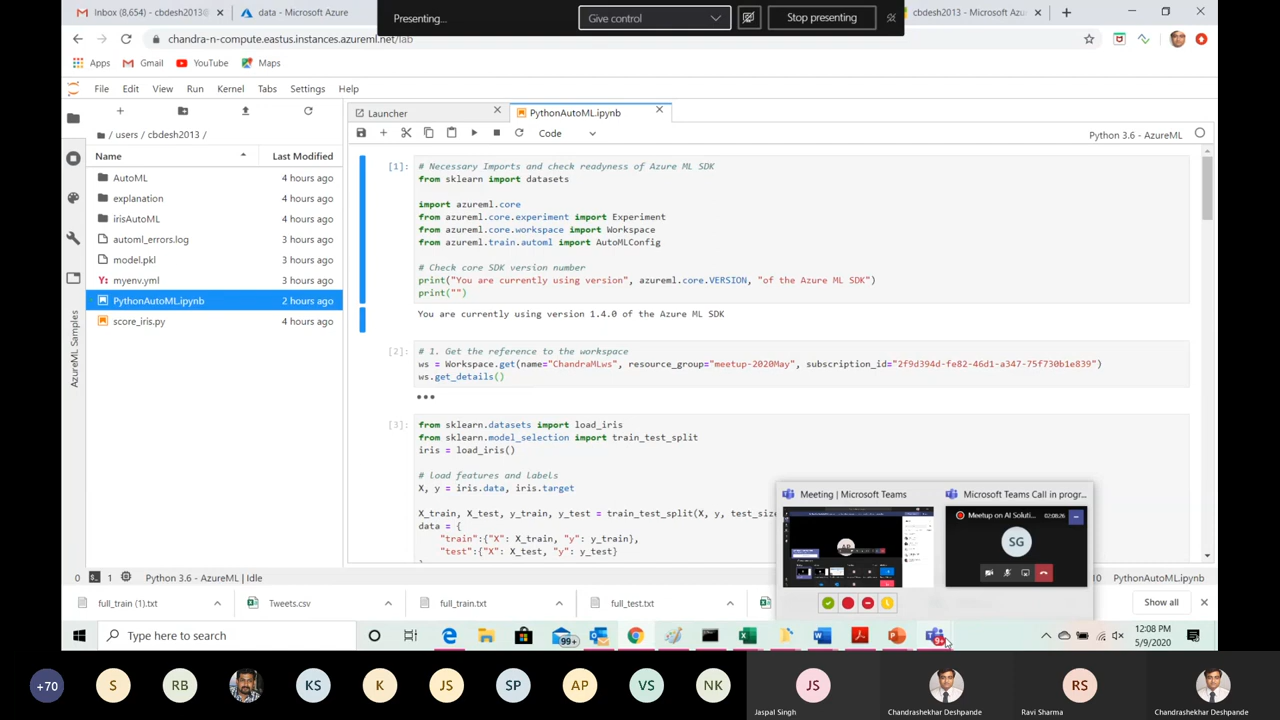 Inbox (8,654) - cbdesh2013
data - Microsoft Azure
Presenting...
Give control
Stop presenting
cbdesh2013 - Microsoft Az
chandra-n-compute.eastus.instances.azureml.net/lab
Apps
Gmail
YouTube
Maps
File Edit View Run Kernel Tabs Settings Help
Launcher
PythonAutoML.ipynb
Code
Python 3.6 - AzureML
/ users / cbdesh2013 /
Name
Last Modified
AutoML 4 hours ago
explanation 4 hours ago
irisAutoML 4 hours ago
automl_errors.log 3 hours ago
model.pkl 3 hours ago
Y: myenv.yml 3 hours ago
PythonAutoML.ipynb 2 hours ago
score_iris.py 4 hours ago
AzureML Samples
[1]: # Necessary Imports and check readyness of Azure ML SDK
from sklearn import datasets
import azureml.core
from azureml.core.experiment import Experiment
from azureml.core.workspace import Workspace
from azureml.train.automl import AutoMLConfig
# Check core SDK version number
print("You are currently using version", azureml.core.VERSION, "of the Azure ML SDK")
print("")
You are currently using version 1.4.0 of the Azure ML SDK
[2]: # 1. Get the reference to the workspace
ws = Workspace.get(name="ChandraMLws", resource_group="meetup-2020May", subscription_id="2f9d394d-fe82-46d1-a347-75f730b1e839")
ws.get_details()
[3]: from sklearn.datasets import load_iris
from sklearn.model_selection import train_test_split
iris = load_iris()
# load features and labels
X, y = iris.data, iris.target
X_train, X_test, y_train, y_test = train_test_split(X, y, test_size
data = {
"train":{"X": X_train, "y": y_train},
"test":{"X": X_test, "y": y_test}
Meeting | Microsoft Teams
Microsoft Teams Call in progr...
Meetup on AI Soluti...
SG
0 1 Python 3.6 - AzureML | Idle
PythonAutoML.ipynb
full_train (1).txt
Tweets.csv
full_train.txt
full_test.txt
Show all
Type here to search
99+
9+
12:08 PM
5/9/2020
+70 S RB KS K JS SP AP VS NK JS RS
Jaspal Singh
Chandrashekhar Deshpande
Ravi Sharma
Chandrashekhar Deshpande